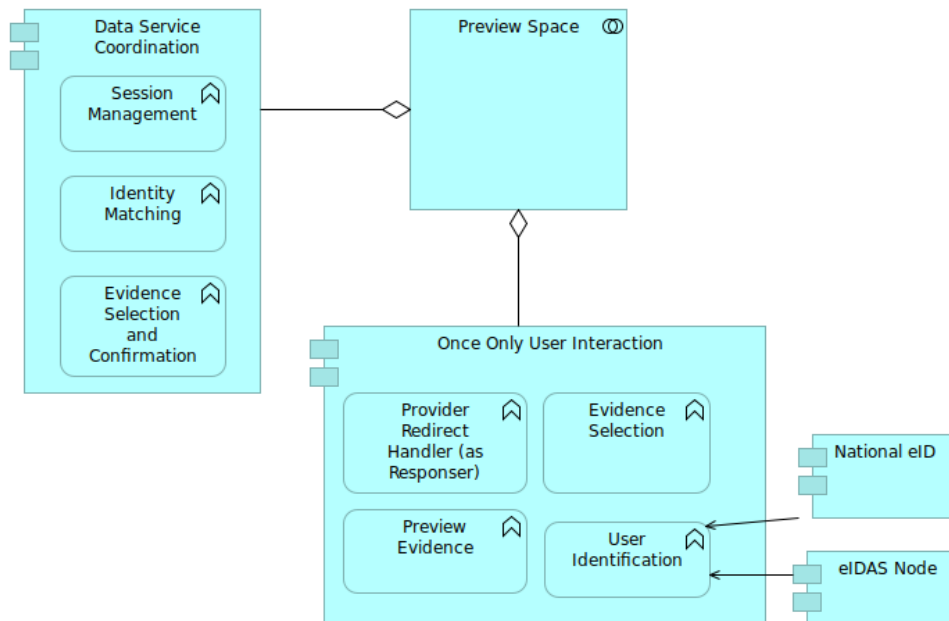 Data Service
Coordination
Session
Management
Identity
Matching
Evidence
Selection
and
Confirmation
Preview Space
Once Only User Interaction
Provider
Redirect
Handler (as
Responser)
Evidence
Selection
Preview
Evidence
User
Identification
National eID
eIDAS Node